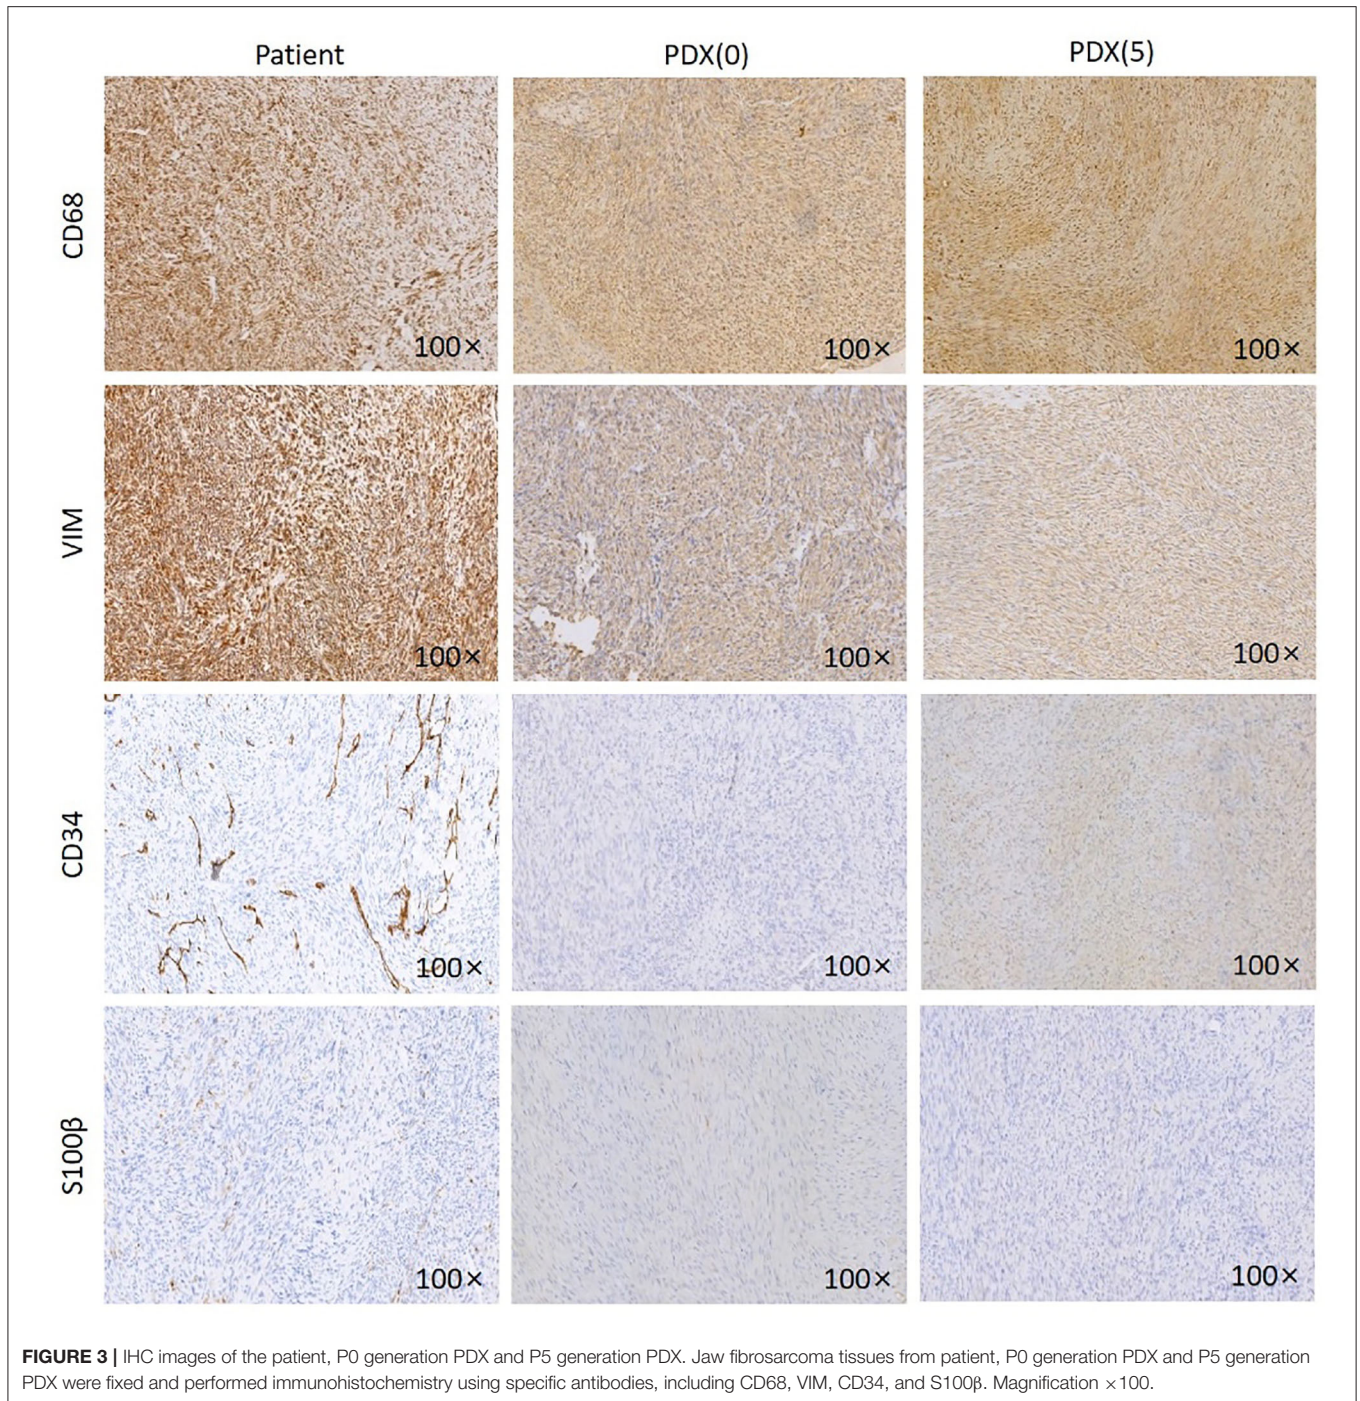 Patient PDX(0) PDX(5)
CD68
100× 100× 100×
VIM
100× 100× 100×
CD34
100× 100× 100×
S100β
100× 100× 100×
FIGURE 3 | IHC images of the patient, P0 generation PDX and P5 generation PDX. Jaw fibrosarcoma tissues from patient, P0 generation PDX and P5 generation
PDX were fixed and performed immunohistochemistry using specific antibodies, including CD68, VIM, CD34, and S100β. Magnification ×100.